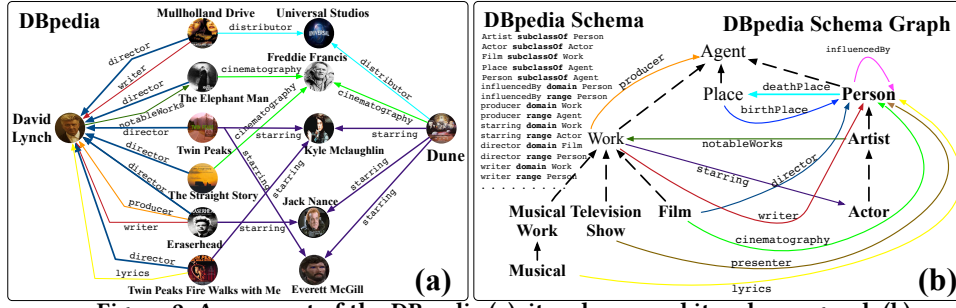 DBpedia
Mullholland Drive
Universal Studios
distributor
director
writer
Freddie Francis
cinematography
director
The Elephant Man
notableWorks
cinematography
distributor
cinematography
David
Lynch
director
Twin Peaks
starring
Kyle Mclaughlin
starring
Dune
director
The Straight Story
starring
starring
starring
director
Jack Nance
producer
writer
Eraserhead
starring
starring
director
lyrics
Twin Peaks Fire Walks with Me
Everett McGill
(a)
DBpedia Schema
Artist subclassOf Person
Actor subclassOf Actor
Film subclassOf Work
Place subclassOf Agent
Person subclassOf Agent
influencedBy domain Person
influencedBy range Person
producer domain Work
producer range Agent
starring domain Work
starring range Actor
director domain Film
director range Person
writer domain Work
writer range Person
. . . . . . . .
DBpedia Schema Graph
Agent
influencedBy
producer
deathPlace
Place
Person
birthPlace
Work
notableWorks
Artist
director
starring
Musical
Work
Television
Show
Film
writer
Actor
cinematography
presenter
Musical
lyrics
(b)